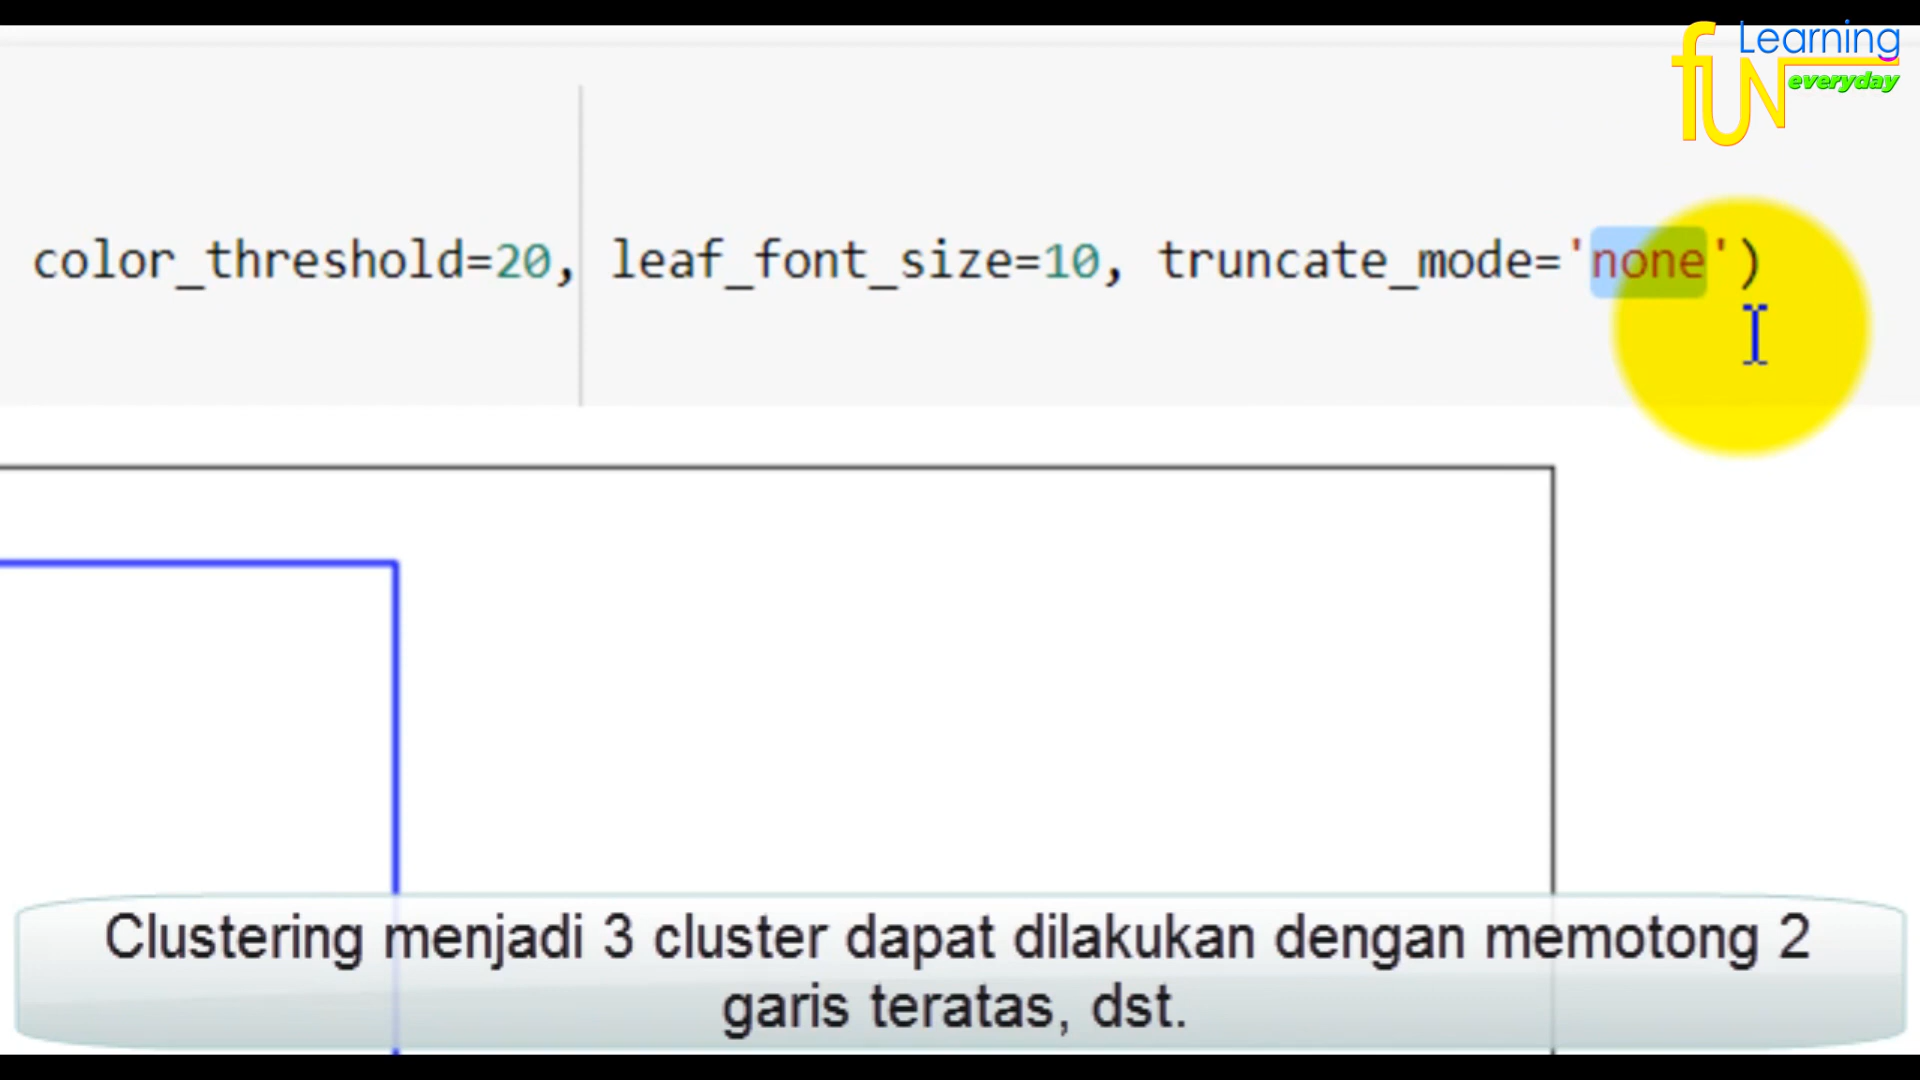 Learning
fUN
everyday
color_threshold=20, leaf_font_size=10, truncate_mode='none')
Clustering menjadi 3 cluster dapat dilakukan dengan memotong 2
garis teratas, dst.